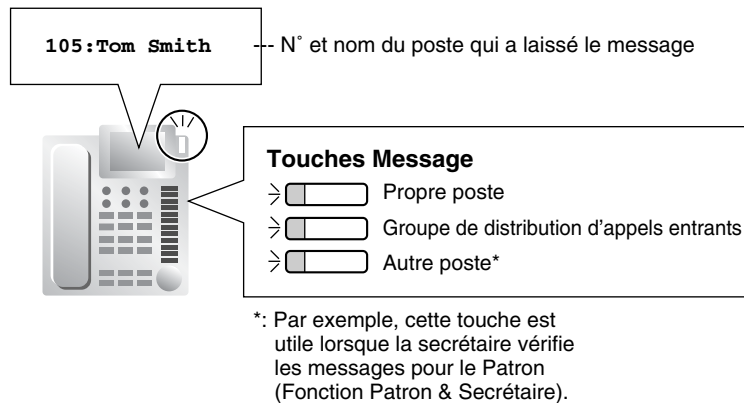 105:Tom Smith --- N° et nom du poste qui a laissé le message
Touches Message
Propre poste
Groupe de distribution d'appels entrants
Autre poste*
*: Par exemple, cette touche est
utile lorsque la secrétaire vérifie
les messages pour le Patron
(Fonction Patron & Secrétaire).